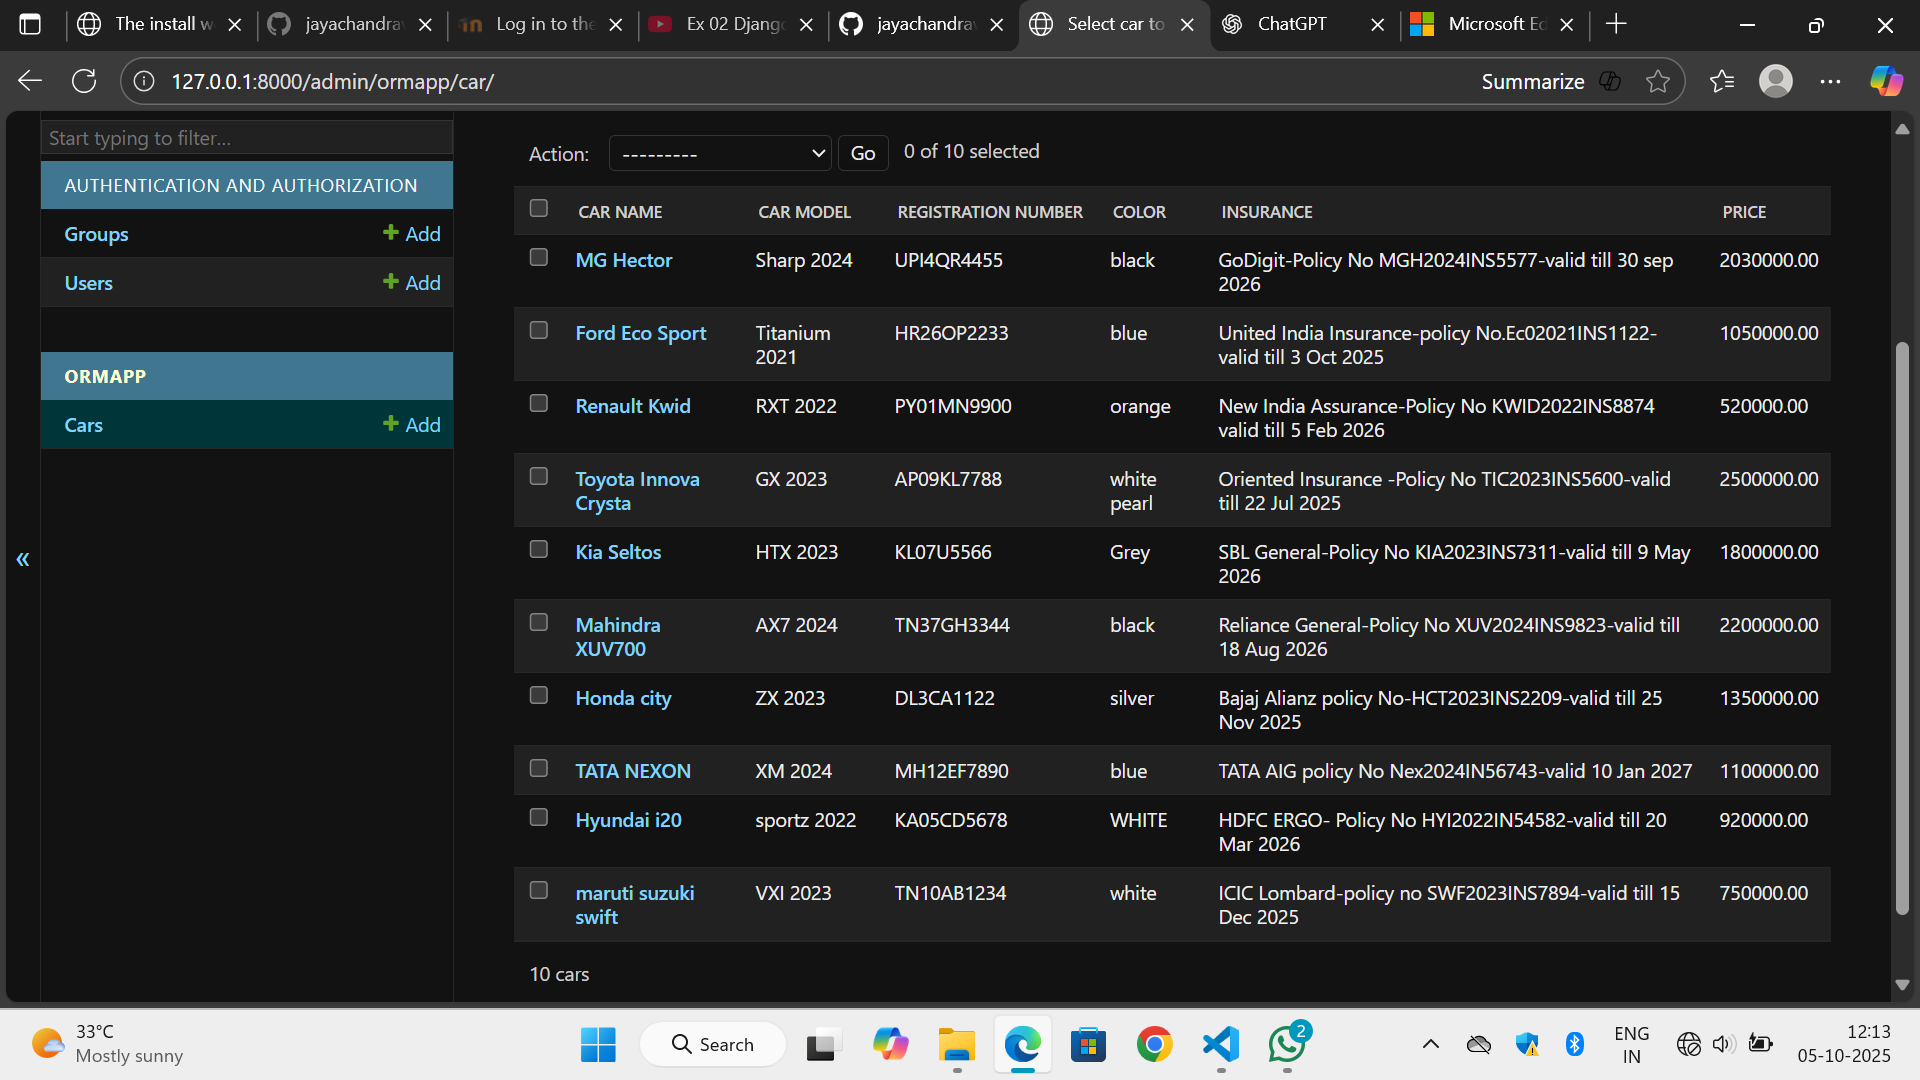 The install w
jayachandrav
Log in to the
Ex 02 Djang
jayachandrav
Select car to
ChatGPT
Microsoft Ed
127.0.0.1:8000/admin/ormapp/car/
Summarize
Start typing to filter...
AUTHENTICATION AND AUTHORIZATION
Groups + Add
Users + Add
ORMAPP
Cars + Add
«
Action: --------- Go 0 of 10 selected
CAR NAME CAR MODEL REGISTRATION NUMBER COLOR INSURANCE PRICE
MG Hector Sharp 2024 UPI4QR4455 black GoDigit-Policy No MGH2024INS5577-valid till 30 sep 2030000.00
2026
Ford Eco Sport Titanium HR26OP2233 blue United India Insurance-policy No.Ec02021INS1122- 1050000.00
2021 valid till 3 Oct 2025
Renault Kwid RXT 2022 PY01MN9900 orange New India Assurance-Policy No KWID2022INS8874 520000.00
valid till 5 Feb 2026
Toyota Innova GX 2023 AP09KL7788 white Oriented Insurance -Policy No TIC2023INS5600-valid 2500000.00
Crysta pearl till 22 Jul 2025
Kia Seltos HTX 2023 KL07U5566 Grey SBL General-Policy No KIA2023INS7311-valid till 9 May 1800000.00
2026
Mahindra AX7 2024 TN37GH3344 black Reliance General-Policy No XUV2024INS9823-valid till 2200000.00
XUV700 18 Aug 2026
Honda city ZX 2023 DL3CA1122 silver Bajaj Alianz policy No-HCT2023INS2209-valid till 25 1350000.00
Nov 2025
TATA NEXON XM 2024 MH12EF7890 blue TATA AIG policy No Nex2024IN56743-valid 10 Jan 2027 1100000.00
Hyundai i20 sportz 2022 KA05CD5678 WHITE HDFC ERGO- Policy No HYI2022IN54582-valid till 20 920000.00
Mar 2026
maruti suzuki VXI 2023 TN10AB1234 white ICIC Lombard-policy no SWF2023INS7894-valid till 15 750000.00
swift Dec 2025
10 cars
33°C
Mostly sunny
Search
2
ENG
IN
12:13
05-10-2025